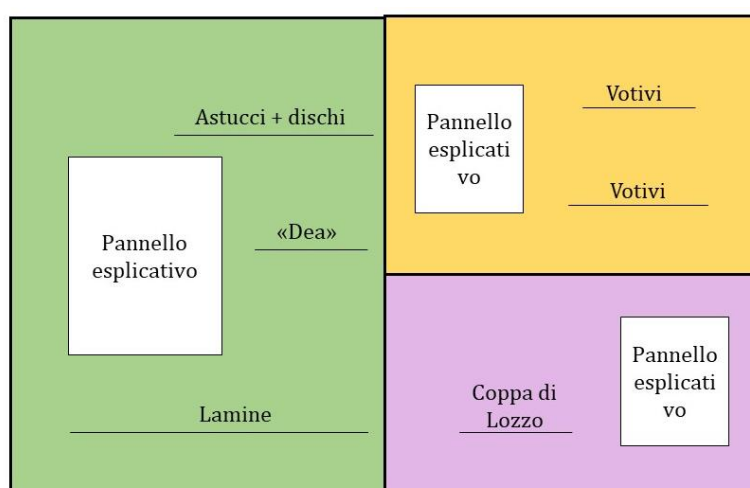 Astucci + dischi
Pannello
esplicativo
«Dea»
Lamine
Pannello
esplicati
vo
Votivi
Votivi
Coppa di
Lozzo
Pannello
esplicati
vo